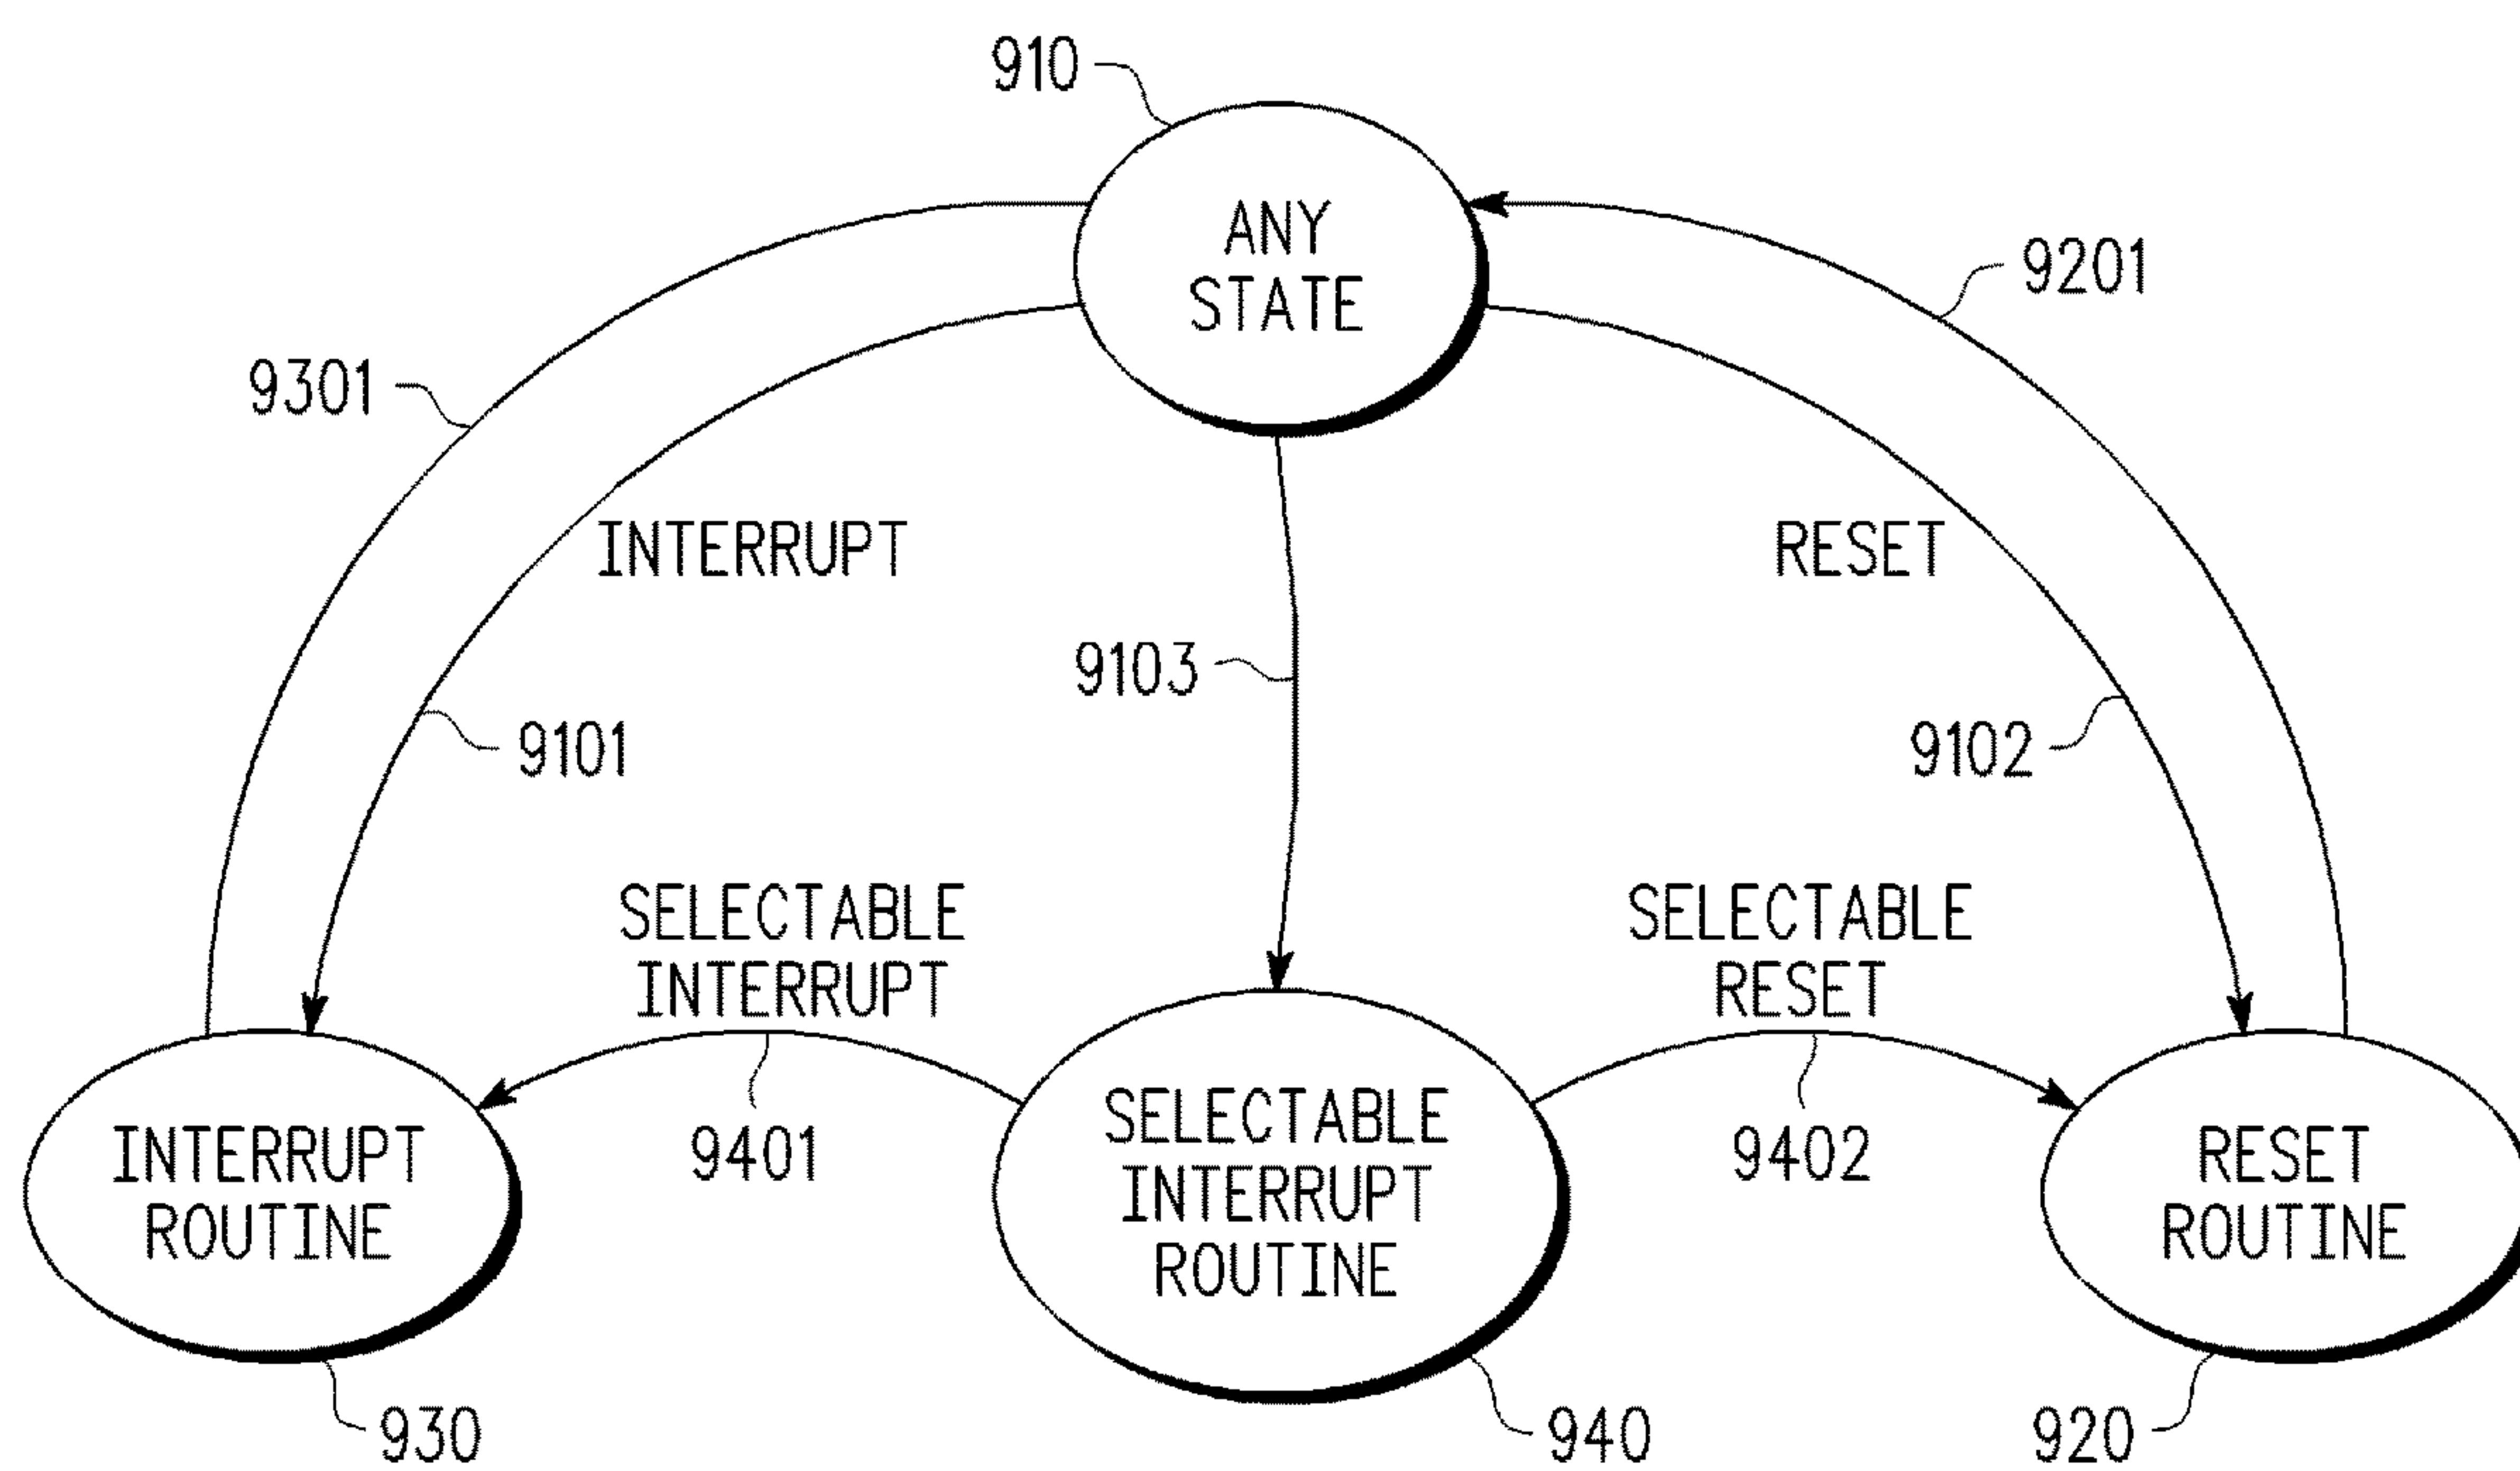 910
ANY
STATE
9201
9301
INTERRUPT
RESET
9103
9101
9102
SELECTABLE
INTERRUPT
SELECTABLE
RESET
9401
9402
INTERRUPT
ROUTINE
SELECTABLE
INTERRUPT
ROUTINE
RESET
ROUTINE
930
940
920